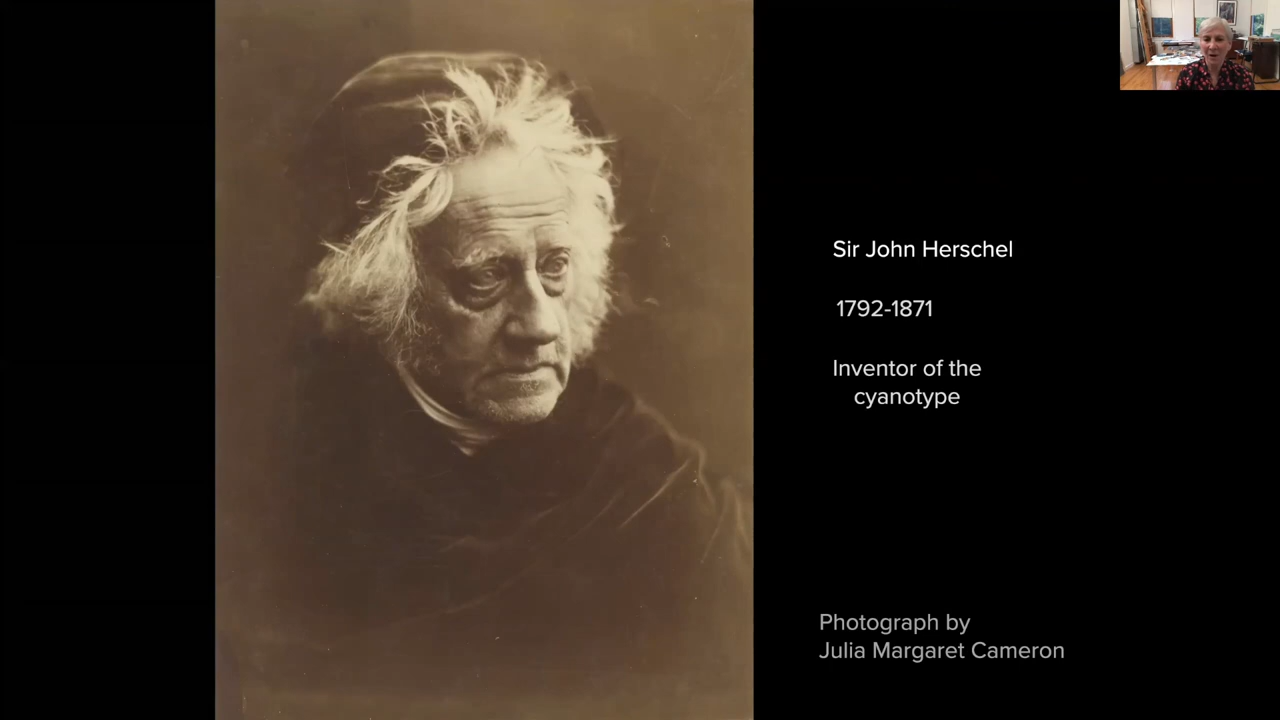 Sir John Herschel
1792-1871
Inventor of the
cyanotype
Photograph by
Julia Margaret Cameron